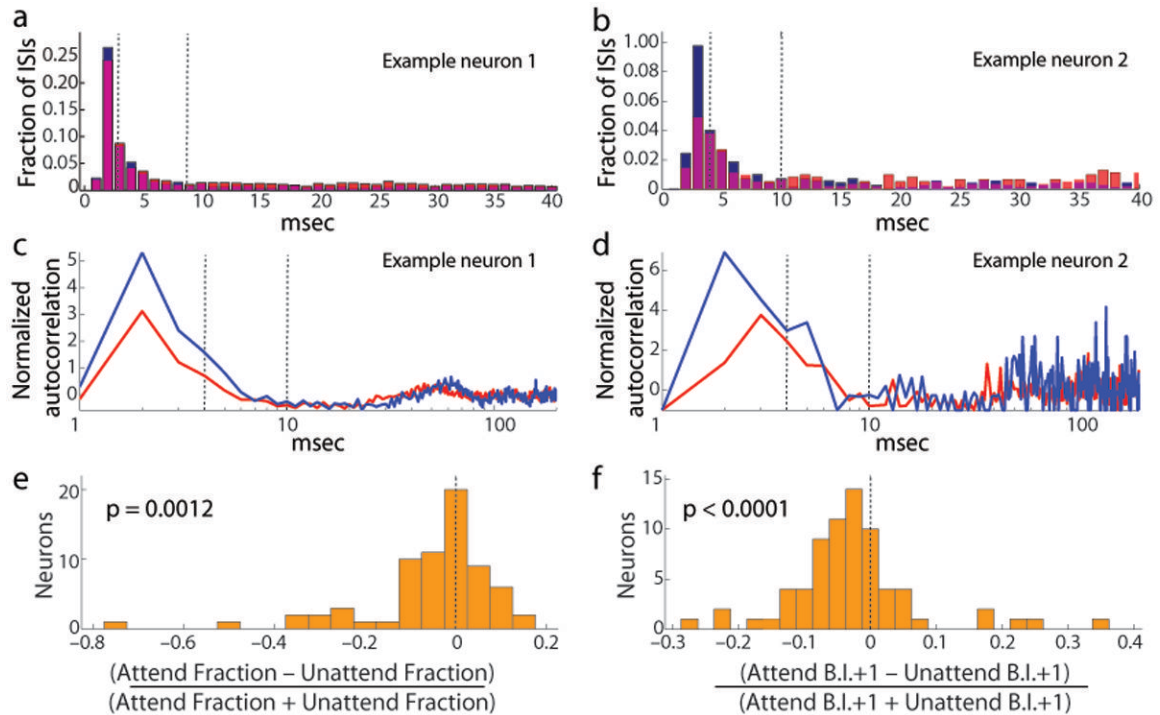 a
Example neuron 1
Fraction of ISIs
0.25
0.20
0.15
0.10
0.05
0
0 5 10 15 20 25 30 35 40
msec
b
Example neuron 2
Fraction of ISIs
1.00
0.06
0.04
0.02
0
0 5 10 15 20 25 30 35 40
msec
c
Example neuron 1
Normalized
autocorrelation
5
4
3
2
1
0
1 10 100
msec
d
Example neuron 2
Normalized
autocorrelation
6
4
2
0
1 10 100
msec
e
p = 0.0012
Neurons
20
10
0
−0.8 −0.6 −0.4 −0.2 0 0.2
(Attend Fraction − Unattend Fraction)
(Attend Fraction + Unattend Fraction)
f
p < 0.0001
Neurons
15
10
5
0
−0.3 −0.2 −0.1 0 0.1 0.2 0.3 0.4
(Attend B.I.+1 − Unattend B.I.+1)
(Attend B.I.+1 + Unattend B.I.+1)